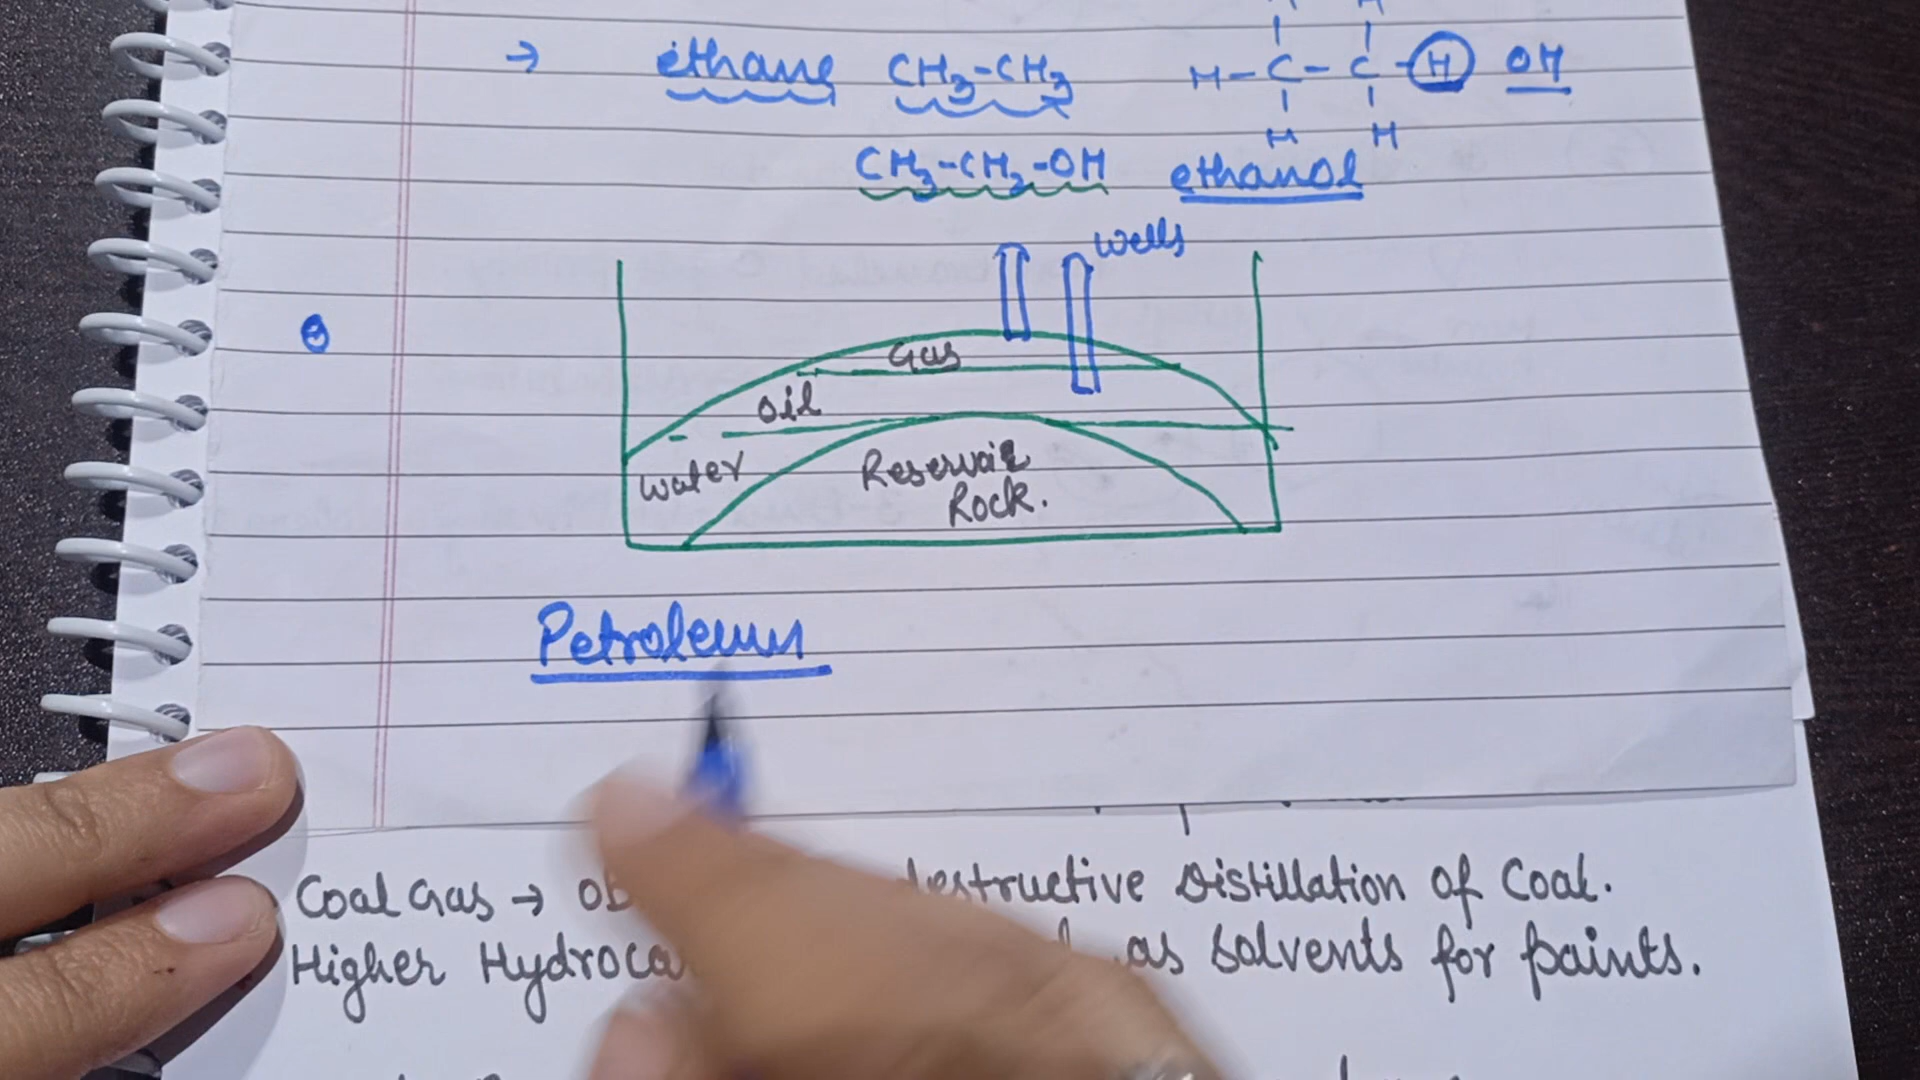 H H
→ ethane CH3-CH3 H-C-C-H OH
H H
CH3-CH2-OH ethanol
wells
Gas
Oil
Water
Reservoir
Rock.
Petroleum
Coal Gas → destructive Distillation of Coal.
Higher as solvents for paints.